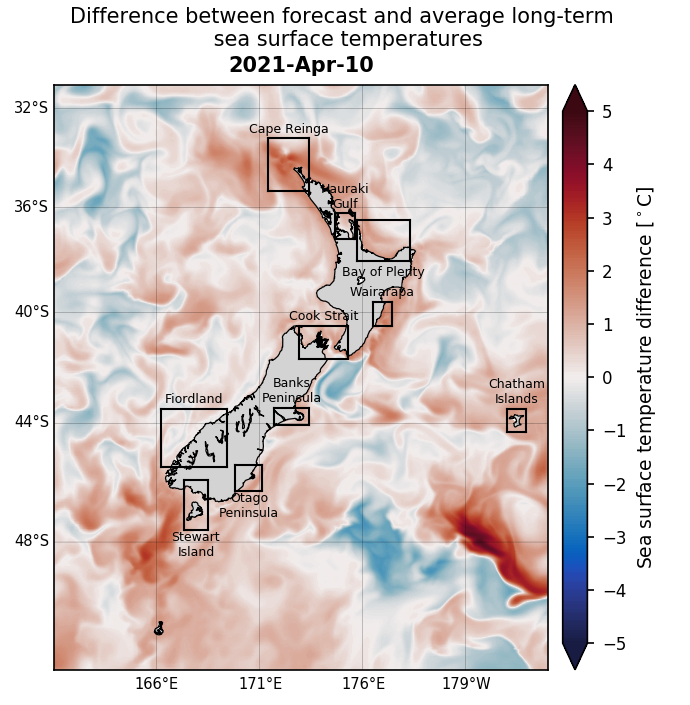 Difference between forecast and average long-term
sea surface temperatures
2021-Apr-10
32°S
36°S
40°S
44°S
48°S
166°E
171°E
176°E
179°W
Cape Reinga
Hauraki
Gulf
Bay of Plenty
Wairarapa
Cook Strait
Banks
Peninsula
Fiordland
Chatham
Islands
Otago
Peninsula
Stewart
Island
5
4
3
2
1
0
−1
−2
−3
−4
−5
Sea surface temperature difference [°C]